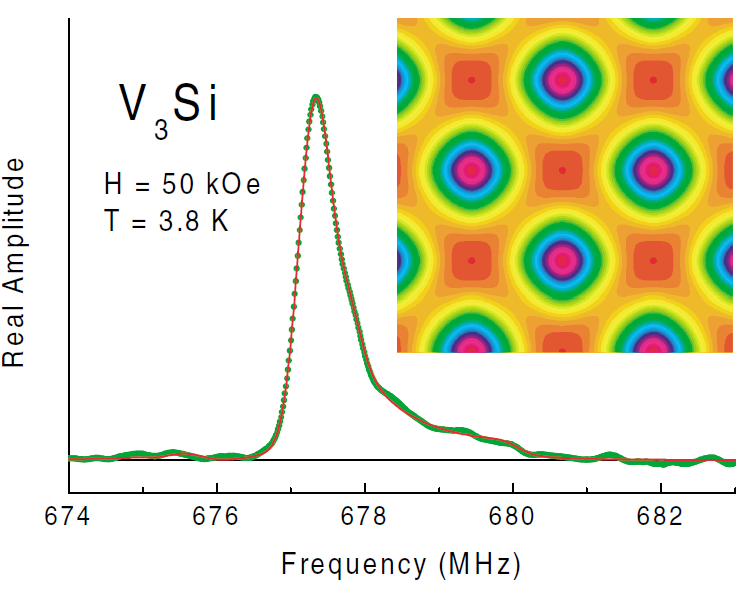 V3Si
H = 50 kOe
T = 3.8 K
Real Amplitude
674 676 678 680 682
Frequency (MHz)